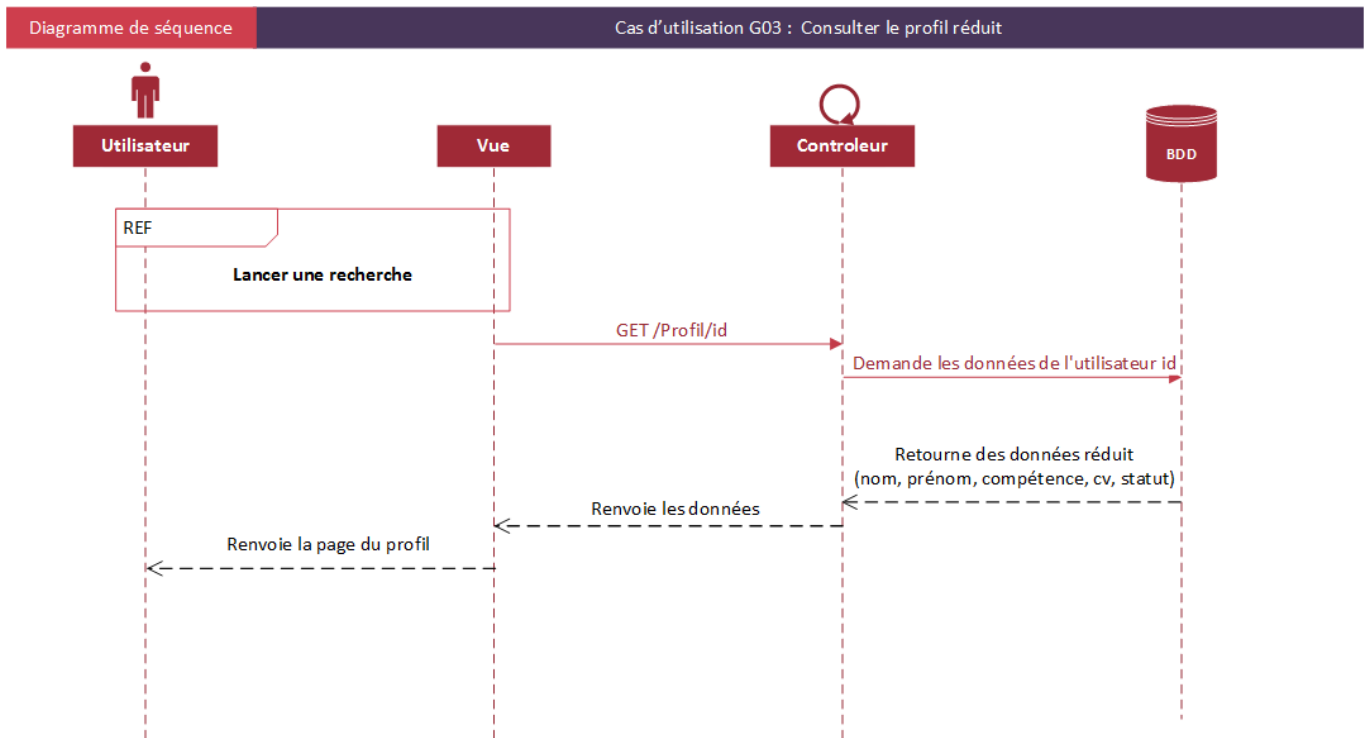 Diagramme de séquence
Cas d'utilisation G03 : Consulter le profil réduit
Utilisateur
Vue
Controleur
BDD
REF
Lancer une recherche
GET /Profil/id
Demande les données de l'utilisateur id
Retourne des données réduit
(nom, prénom, compétence, cv, statut)
Renvoie les données
Renvoie la page du profil